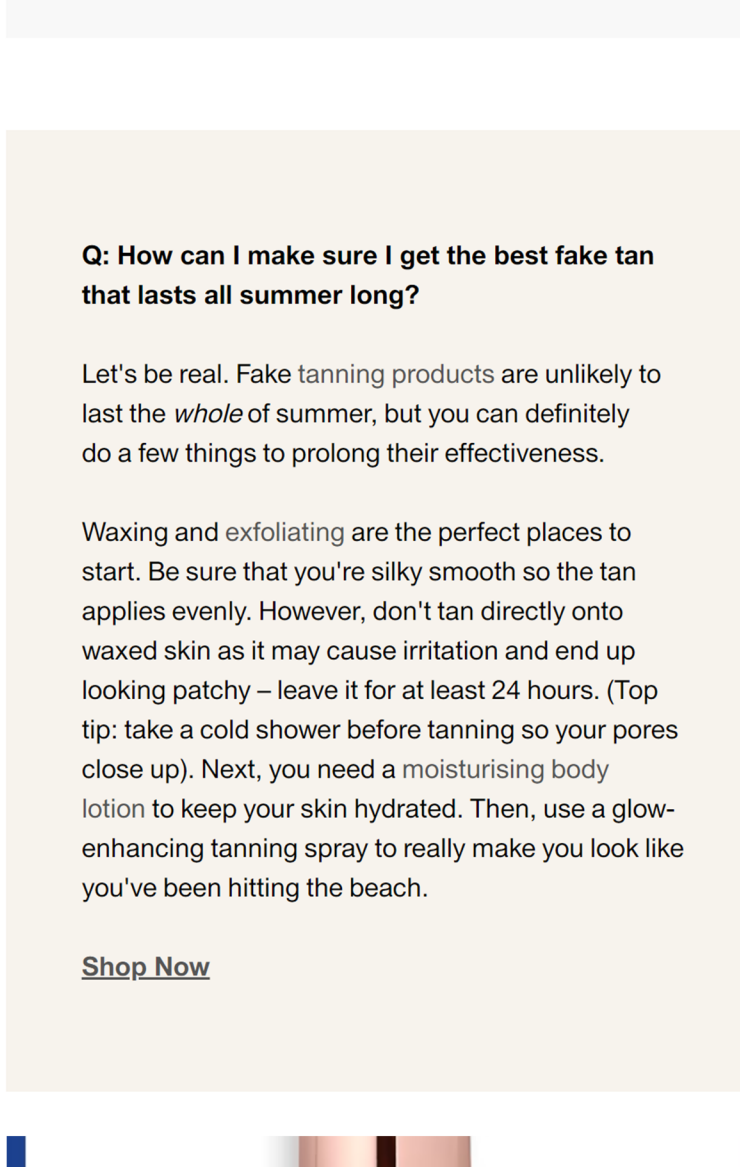 Q: How can I make sure I get the best fake tan
that lasts all summer long?
Let's be real. Fake tanning products are unlikely to
last the whole of summer, but you can definitely
do a few things to prolong their effectiveness.
Waxing and exfoliating are the perfect places to
start. Be sure that you're silky smooth so the tan
applies evenly. However, don't tan directly onto
waxed skin as it may cause irritation and end up
looking patchy – leave it for at least 24 hours. (Top
tip: take a cold shower before tanning so your pores
close up). Next, you need a moisturising body
lotion to keep your skin hydrated. Then, use a glow-
enhancing tanning spray to really make you look like
you've been hitting the beach.
Shop Now